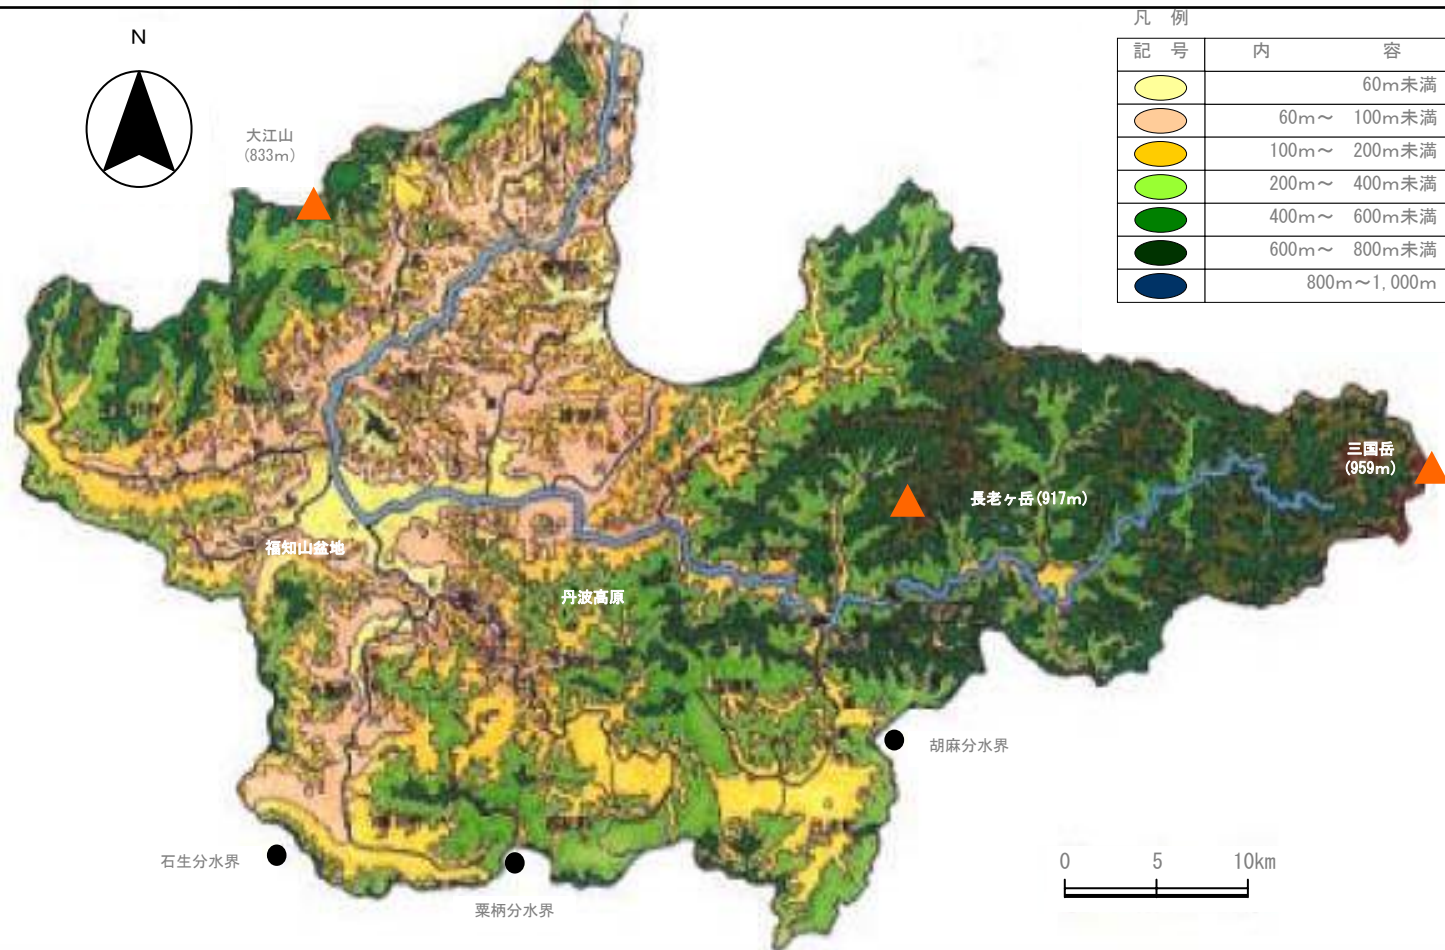 凡 例
記 号 内 容
60m未満
60m～ 100m未満
100m～ 200m未満
200m～ 400m未満
400m～ 600m未満
600m～ 800m未満
800m～1,000m
N
大江山
(833m)
三国岳
(959m)
長老ヶ岳(917m)
福知山盆地
丹波高原
胡麻分水界
石生分水界
栗柄分水界
0 5 10km